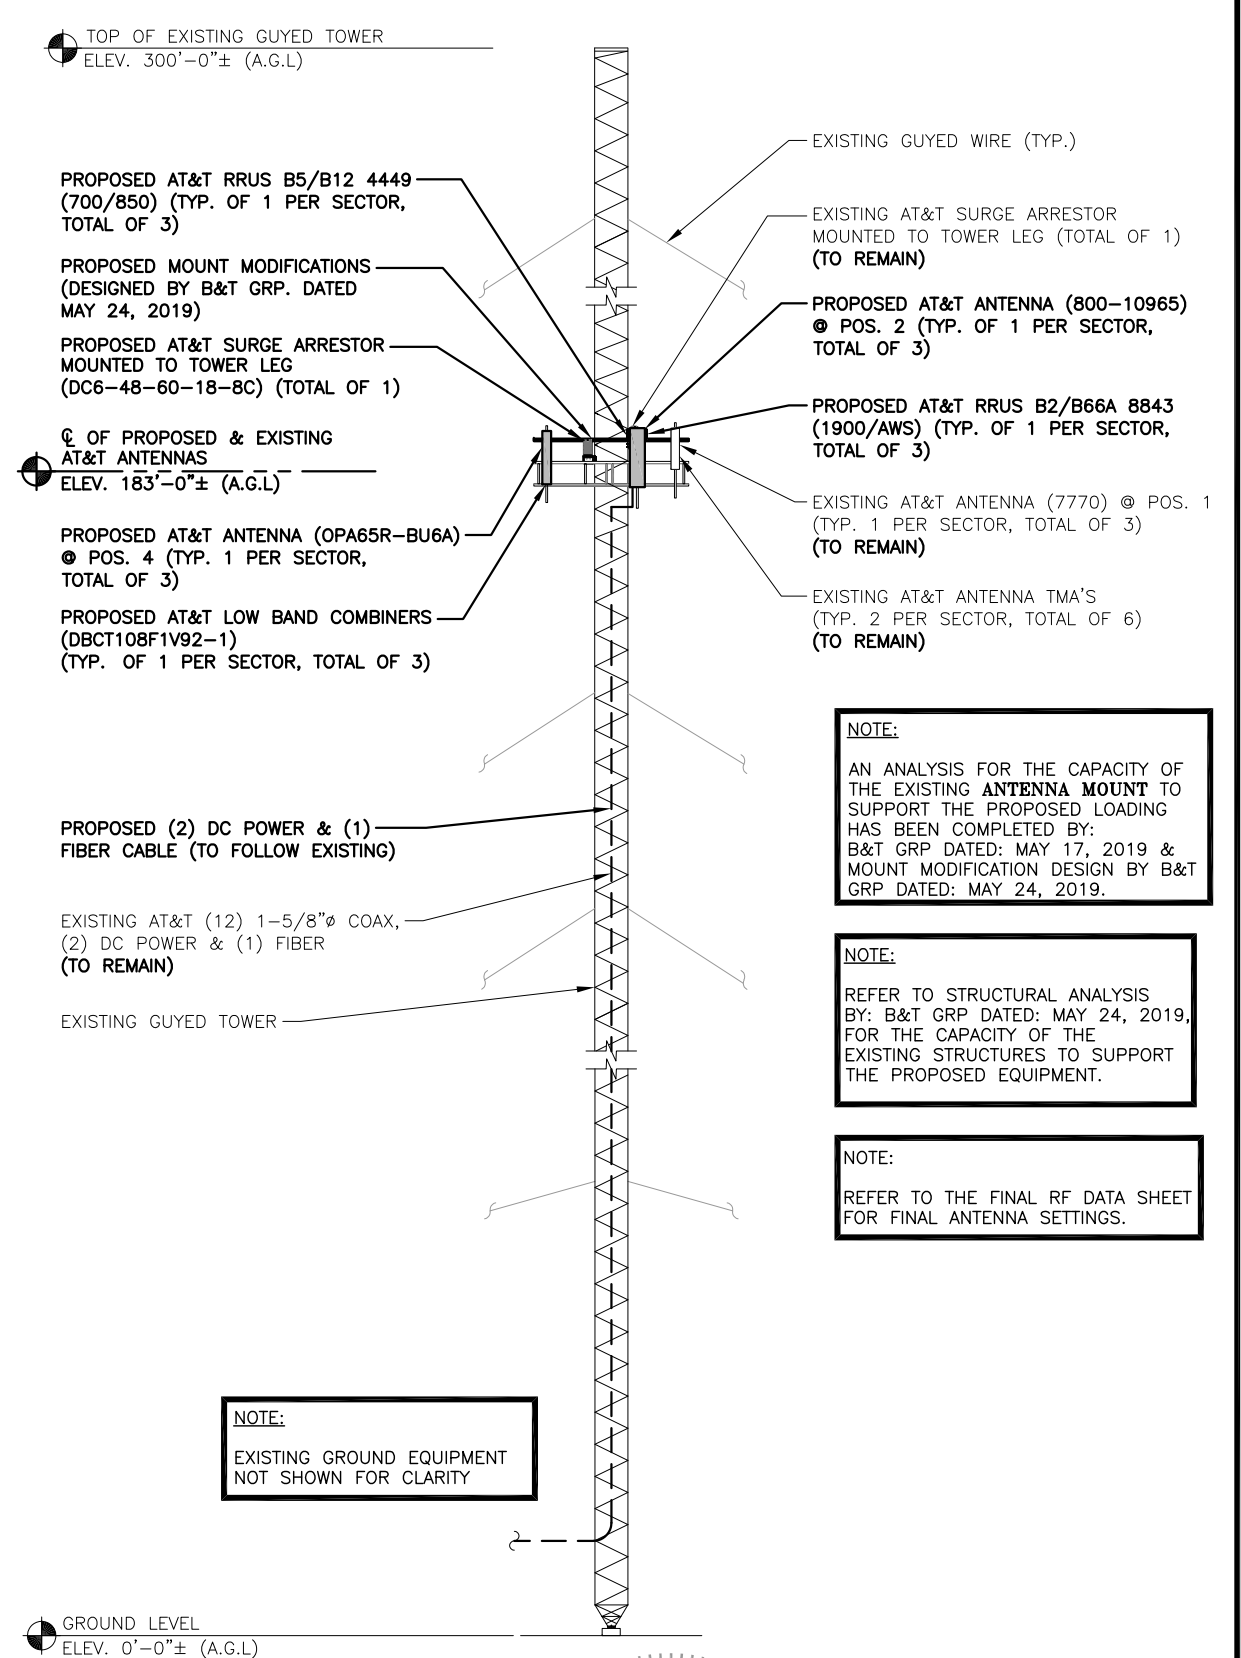 TOP OF EXISTING GUYED TOWER
ELEV. 300'-0"± (A.G.L)
PROPOSED AT&T RRUS B5/B12 4449
(700/850) (TYP. OF 1 PER SECTOR,
TOTAL OF 3)
PROPOSED MOUNT MODIFICATIONS
(DESIGNED BY B&T GRP. DATED
MAY 24, 2019)
PROPOSED AT&T SURGE ARRESTOR
MOUNTED TO TOWER LEG
(DC6-48-60-18-8C) (TOTAL OF 1)
℄ OF PROPOSED & EXISTING
AT&T ANTENNAS
ELEV. 183'-0"± (A.G.L)
PROPOSED AT&T ANTENNA (OPA65R-BU6A)
@ POS. 4 (TYP. 1 PER SECTOR,
TOTAL OF 3)
PROPOSED AT&T LOW BAND COMBINERS
(DBCT108F1V92-1)
(TYP. OF 1 PER SECTOR, TOTAL OF 3)
PROPOSED (2) DC POWER & (1)
FIBER CABLE (TO FOLLOW EXISTING)
EXISTING AT&T (12) 1-5/8"ø COAX,
(2) DC POWER & (1) FIBER
(TO REMAIN)
EXISTING GUYED TOWER
EXISTING GUYED WIRE (TYP.)
EXISTING AT&T SURGE ARRESTOR
MOUNTED TO TOWER LEG (TOTAL OF 1)
(TO REMAIN)
PROPOSED AT&T ANTENNA (800-10965)
@ POS. 2 (TYP. OF 1 PER SECTOR,
TOTAL OF 3)
PROPOSED AT&T RRUS B2/B66A 8843
(1900/AWS) (TYP. OF 1 PER SECTOR,
TOTAL OF 3)
EXISTING AT&T ANTENNA (7770) @ POS. 1
(TYP. 1 PER SECTOR, TOTAL OF 3)
(TO REMAIN)
EXISTING AT&T ANTENNA TMA'S
(TYP. 2 PER SECTOR, TOTAL OF 6)
(TO REMAIN)
NOTE:
AN ANALYSIS FOR THE CAPACITY OF
THE EXISTING ANTENNA MOUNT TO
SUPPORT THE PROPOSED LOADING
HAS BEEN COMPLETED BY:
B&T GRP DATED: MAY 17, 2019 &
MOUNT MODIFICATION DESIGN BY B&T
GRP DATED: MAY 24, 2019.
NOTE:
REFER TO STRUCTURAL ANALYSIS
BY: B&T GRP DATED: MAY 24, 2019,
FOR THE CAPACITY OF THE
EXISTING STRUCTURES TO SUPPORT
THE PROPOSED EQUIPMENT.
NOTE:
REFER TO THE FINAL RF DATA SHEET
FOR FINAL ANTENNA SETTINGS.
NOTE:
EXISTING GROUND EQUIPMENT
NOT SHOWN FOR CLARITY
GROUND LEVEL
ELEV. 0'-0"± (A.G.L)